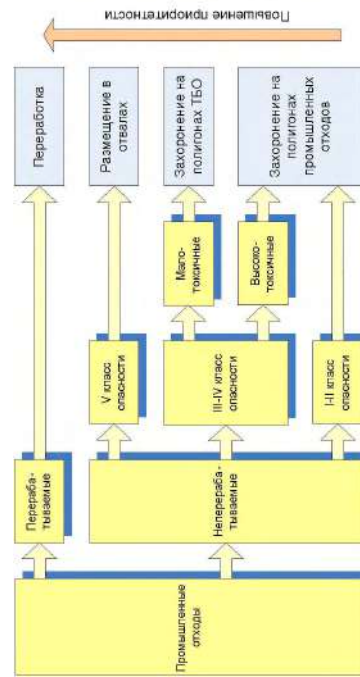 Промышленные
отходы
Перераба-
тываемые
Неперераба-
тываемые
V класс
опасности
III-IV класс
опасности
I-II класс
опасности
Мало-
токсичные
Высоко-
токсичные
Переработка
Размещение в
отвалах
Захоронение на
полигонах ТБО
Захоронение на
полигонах
промышленных
отходов
Повышение приоритетности